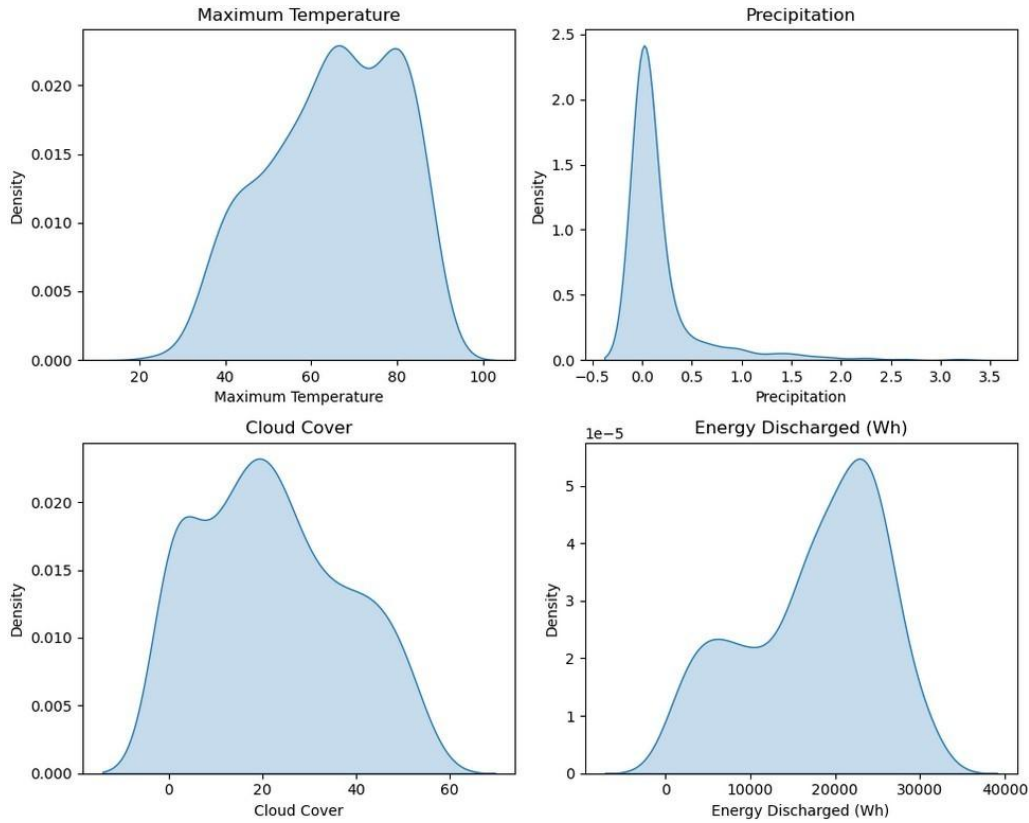 Maximum Temperature
Density
0.020
0.015
0.010
0.005
0.000
20 40 60 80 100
Maximum Temperature
Precipitation
Density
2.5
2.0
1.5
1.0
0.5
0.0
−0.5 0.0 0.5 1.0 1.5 2.0 2.5 3.0 3.5
Precipitation
Cloud Cover
Density
0.020
0.015
0.010
0.005
0.000
0 20 40 60
Cloud Cover
Energy Discharged (Wh)
1e−5
Density
5
4
3
2
1
0
0 10000 20000 30000 40000
Energy Discharged (Wh)